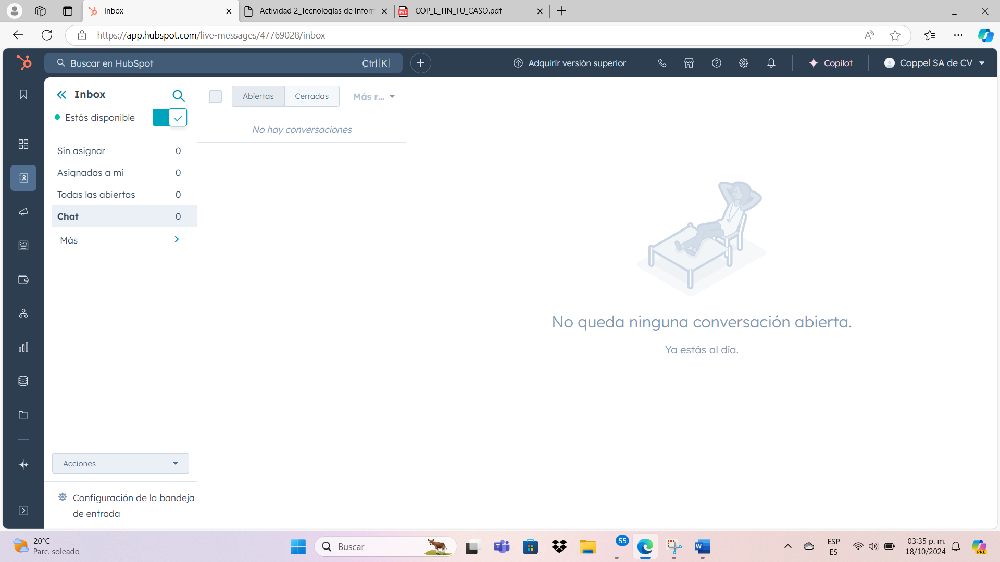 Inbox
Actividad 2_Tecnologías de Inform
COP_L_TIN_TU_CASO.pdf
https://app.hubspot.com/live-messages/47769028/inbox
Buscar en HubSpot
Ctrl K
Adquirir versión superior
Copilot
Coppel SA de CV
Inbox
Estás disponible
Sin asignar 0
Asignadas a mí 0
Todas las abiertas 0
Chat 0
Más
Acciones
Configuración de la bandeja
de entrada
Abiertas
Cerradas
Más r...
No hay conversaciones
No queda ninguna conversación abierta.
Ya estás al día.
20°C
Parc. soleado
Buscar
55
ESP
ES
03:35 p. m.
18/10/2024
PRE